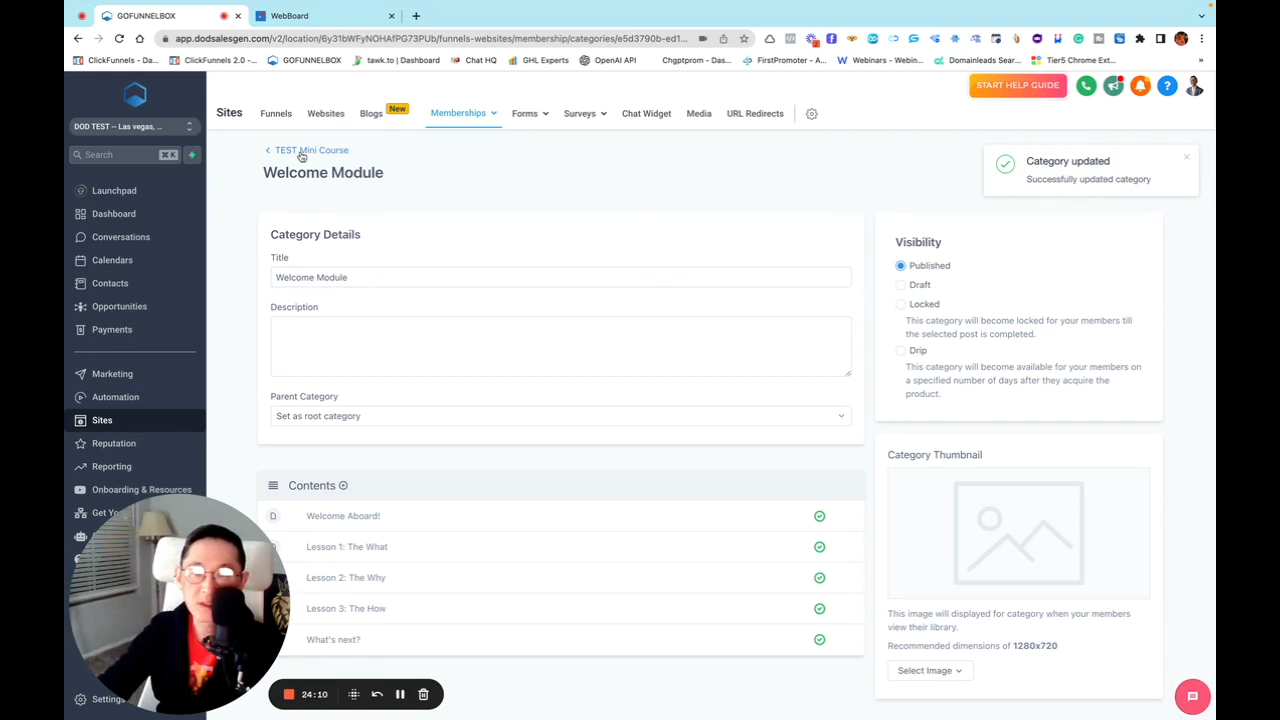 GOFUNNELBOX
WebBoard
app.dodsalesgen.com/v2/location/6y31bWFyNOHAfPG73PUb/funnels-websites/membership/categories/e5d3790b-ed1...
ClickFunnels - Da...
ClickFunnels 2.0 -...
GOFUNNELBOX
tawk.to | Dashboard
Chat HQ
GHL Experts
OpenAI API
Chgptprom - Das...
FirstPromoter : An...
Webinars - Webin...
Domainleads Sear...
Tier5 Chrome Ext...
START HELP GUIDE
Sites
Funnels
Websites
Blogs
New
Memberships
Forms
Surveys
Chat Widget
Media
URL Redirects
DOD TEST -- Las vegas, ...
Search
⌘K
Launchpad
Dashboard
Conversations
Calendars
Contacts
Opportunities
Payments
Marketing
Automation
Sites
Reputation
Reporting
Onboarding & Resources
Get Yo
Settings
TEST Mini Course
Welcome Module
Category updated
Successfully updated category
Category Details
Title
Welcome Module
Description
Parent Category
Set as root category
Contents
D
Welcome Aboard!
Lesson 1: The What
Lesson 2: The Why
Lesson 3: The How
What's next?
Visibility
Published
Draft
Locked
This category will become locked for your members till
the selected post is completed.
Drip
This category will become available for your members on
a specified number of days after they acquire the
product.
Category Thumbnail
This image will displayed for category when your members
view their library.
Recommended dimensions of 1280x720
Select Image
24:10